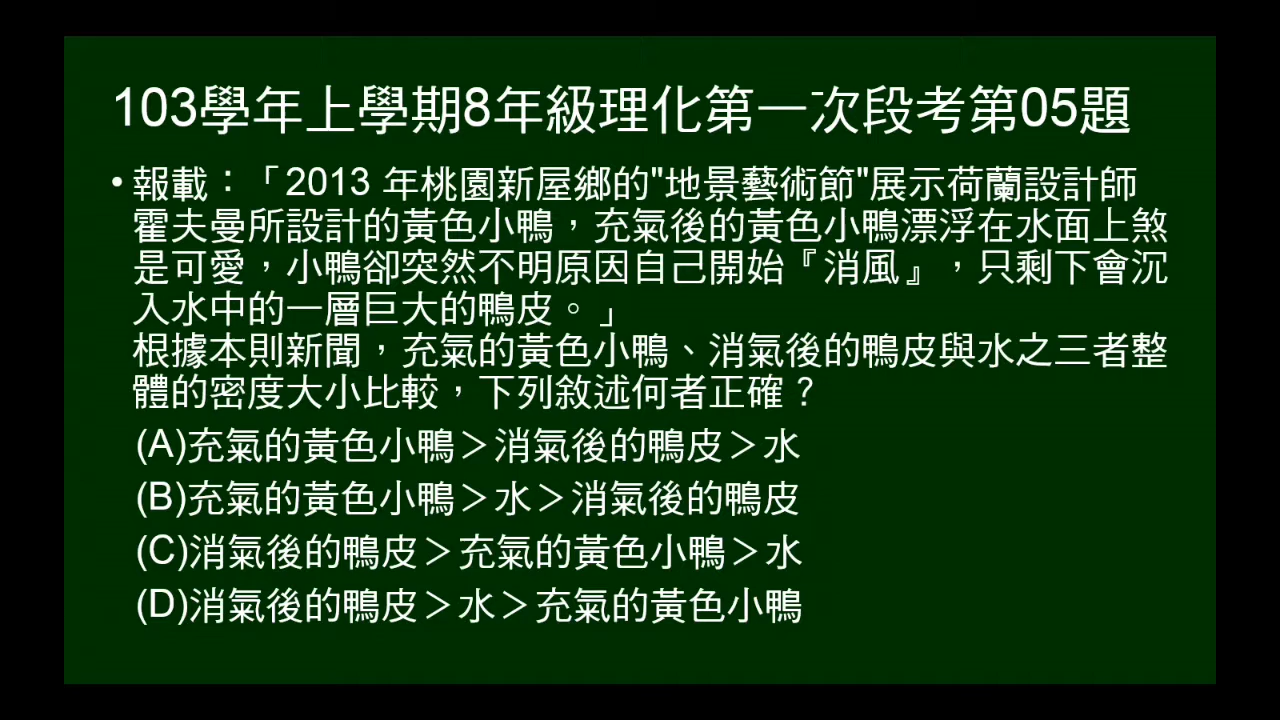 103學年上學期8年級理化第一次段考第05題
•報載：「2013 年桃園新屋鄉的"地景藝術節"展示荷蘭設計師
霍夫曼所設計的黃色小鴨，充氣後的黃色小鴨漂浮在水面上煞
是可愛，小鴨卻突然不明原因自己開始『消風』，只剩下會沉
入水中的一層巨大的鴨皮。」
根據本則新聞，充氣的黃色小鴨、消氣後的鴨皮與水之三者整
體的密度大小比較，下列敘述何者正確？
(A)充氣的黃色小鴨＞消氣後的鴨皮＞水
(B)充氣的黃色小鴨＞水＞消氣後的鴨皮
(C)消氣後的鴨皮＞充氣的黃色小鴨＞水
(D)消氣後的鴨皮＞水＞充氣的黃色小鴨